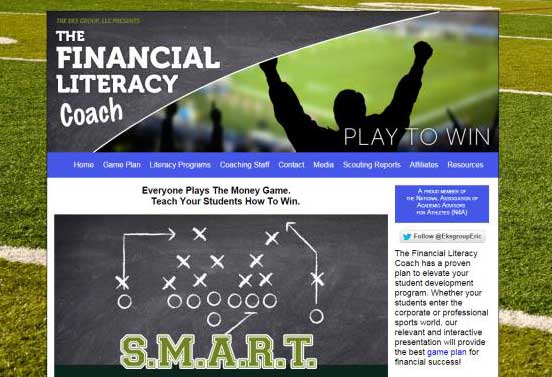 THE EKS GROUP, LLC PRESENTS
THE
FINANCIAL
LITERACY
Coach
PLAY TO WIN
Home Game Plan Literacy Programs Coaching Staff Contact Media Scouting Reports Affiliates Resources
Everyone Plays The Money Game.
Teach Your Students How To Win.
S.M.A.R.T.
A PROUD MEMBER OF
THE NATIONAL ASSOCIATION OF
ACADEMIC ADVISORS
FOR ATHLETES (N4A)
Follow @EksgroupEric
The Financial Literacy
Coach has a proven
plan to elevate your
student development
program. Whether your
students enter the
corporate or professional
sports world, our
relevant and interactive
presentation will provide
the best game plan for
financial success!